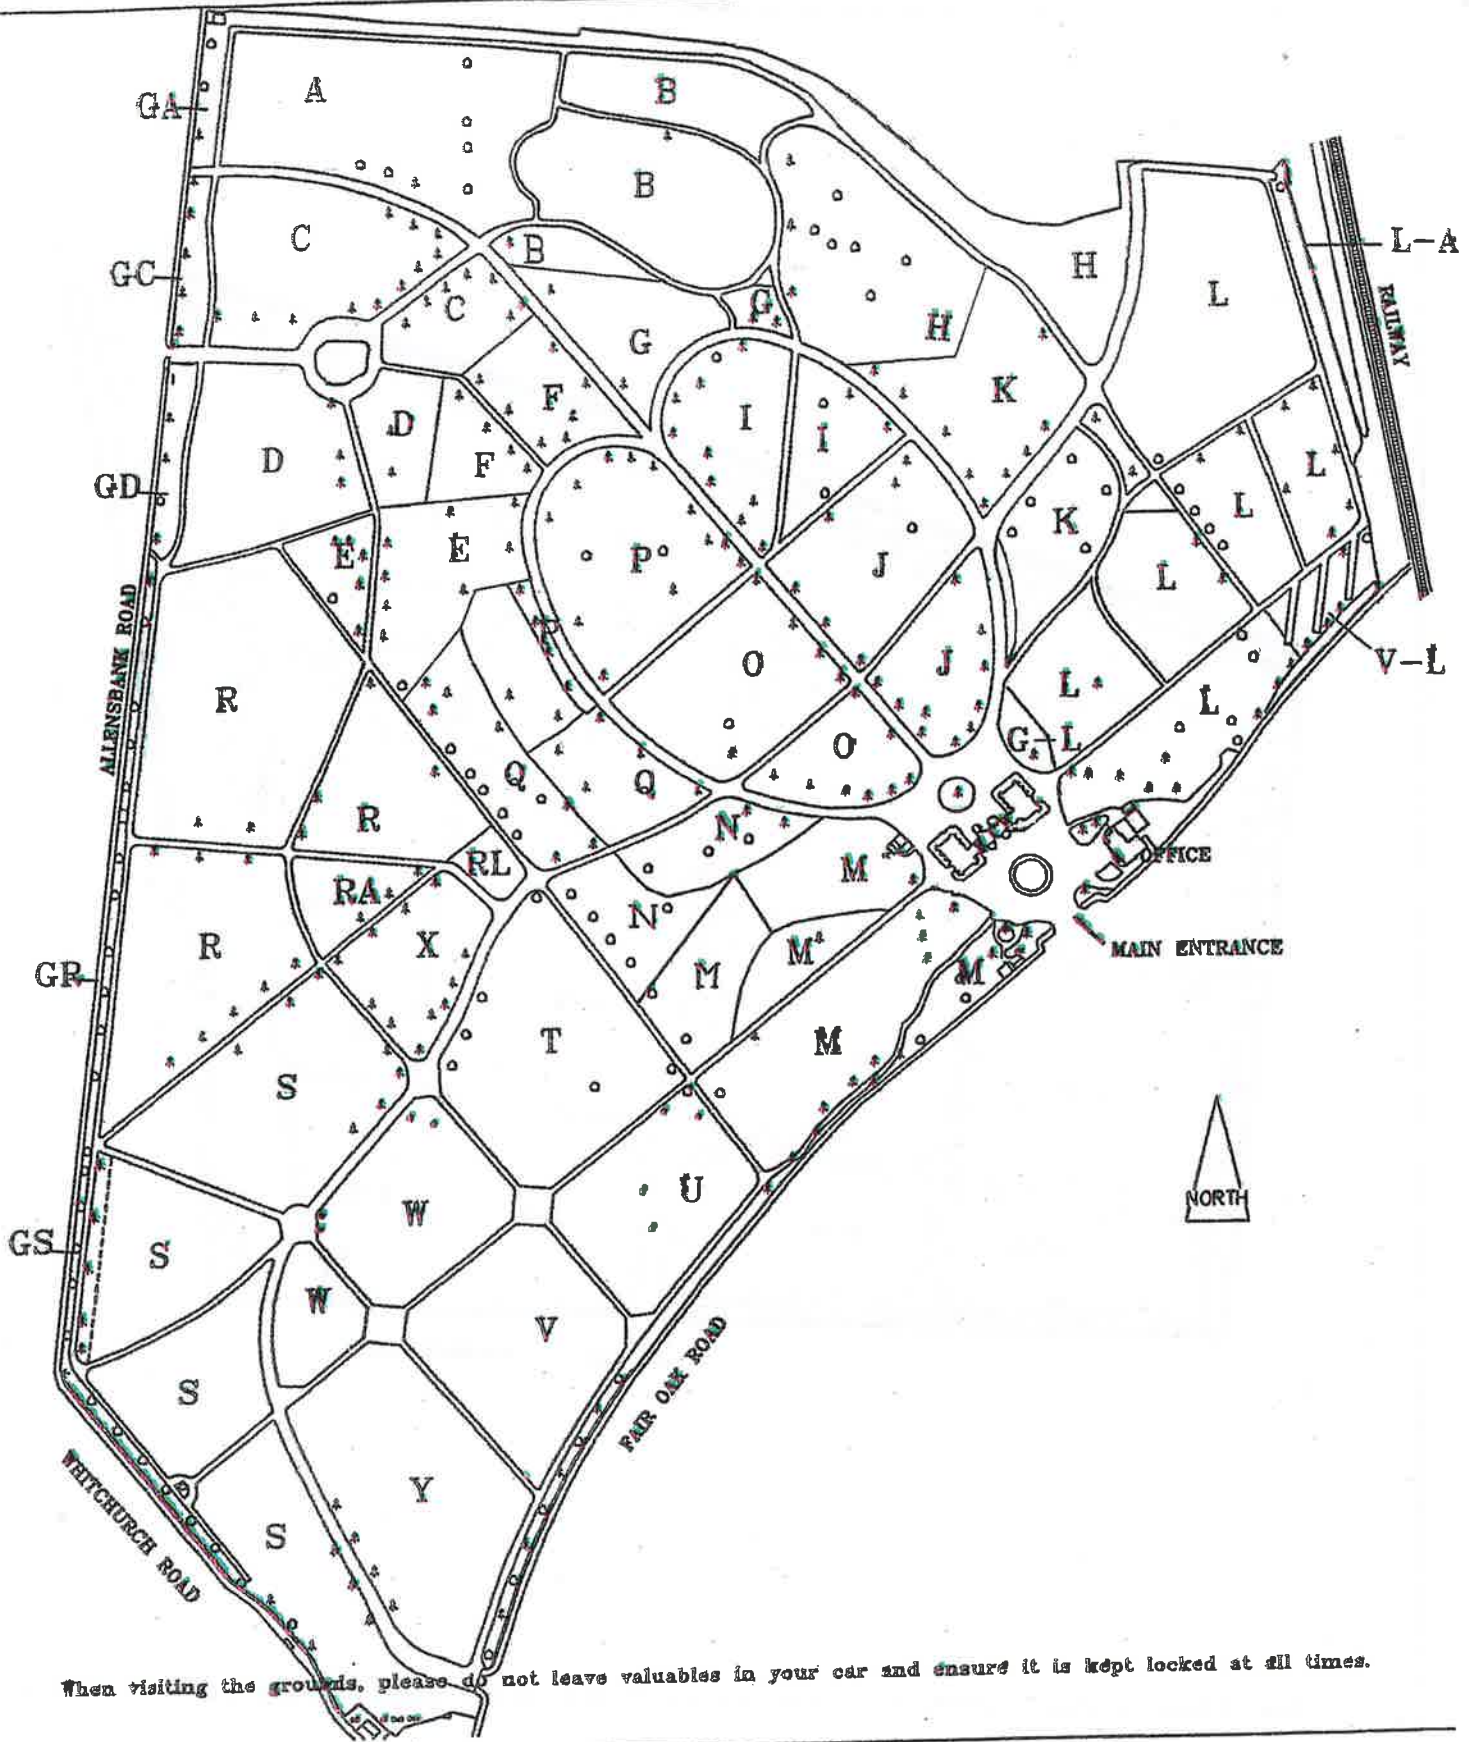 A
B
GA
B
C
B
H
L-A
GC
L
C
G
G
H
RAILWAY
F
K
I
D
I
D
F
L
GD
L
K
E
E
P
J
L
ALLENSBANK ROAD
P
O
J
V-L
R
L
L
G-L
O
Q
Q
R
N
OFFICE
RL
M
RA
N
X
MAIN ENTRANCE
R
M
M
M
GR
T
M
S
U
NORTH
W
GS
S
W
V
FAIR OAK ROAD
S
Y
WHITCHURCH ROAD
S
When visiting the grounds, please do not leave valuables in your car and ensure it is kept locked at all times.